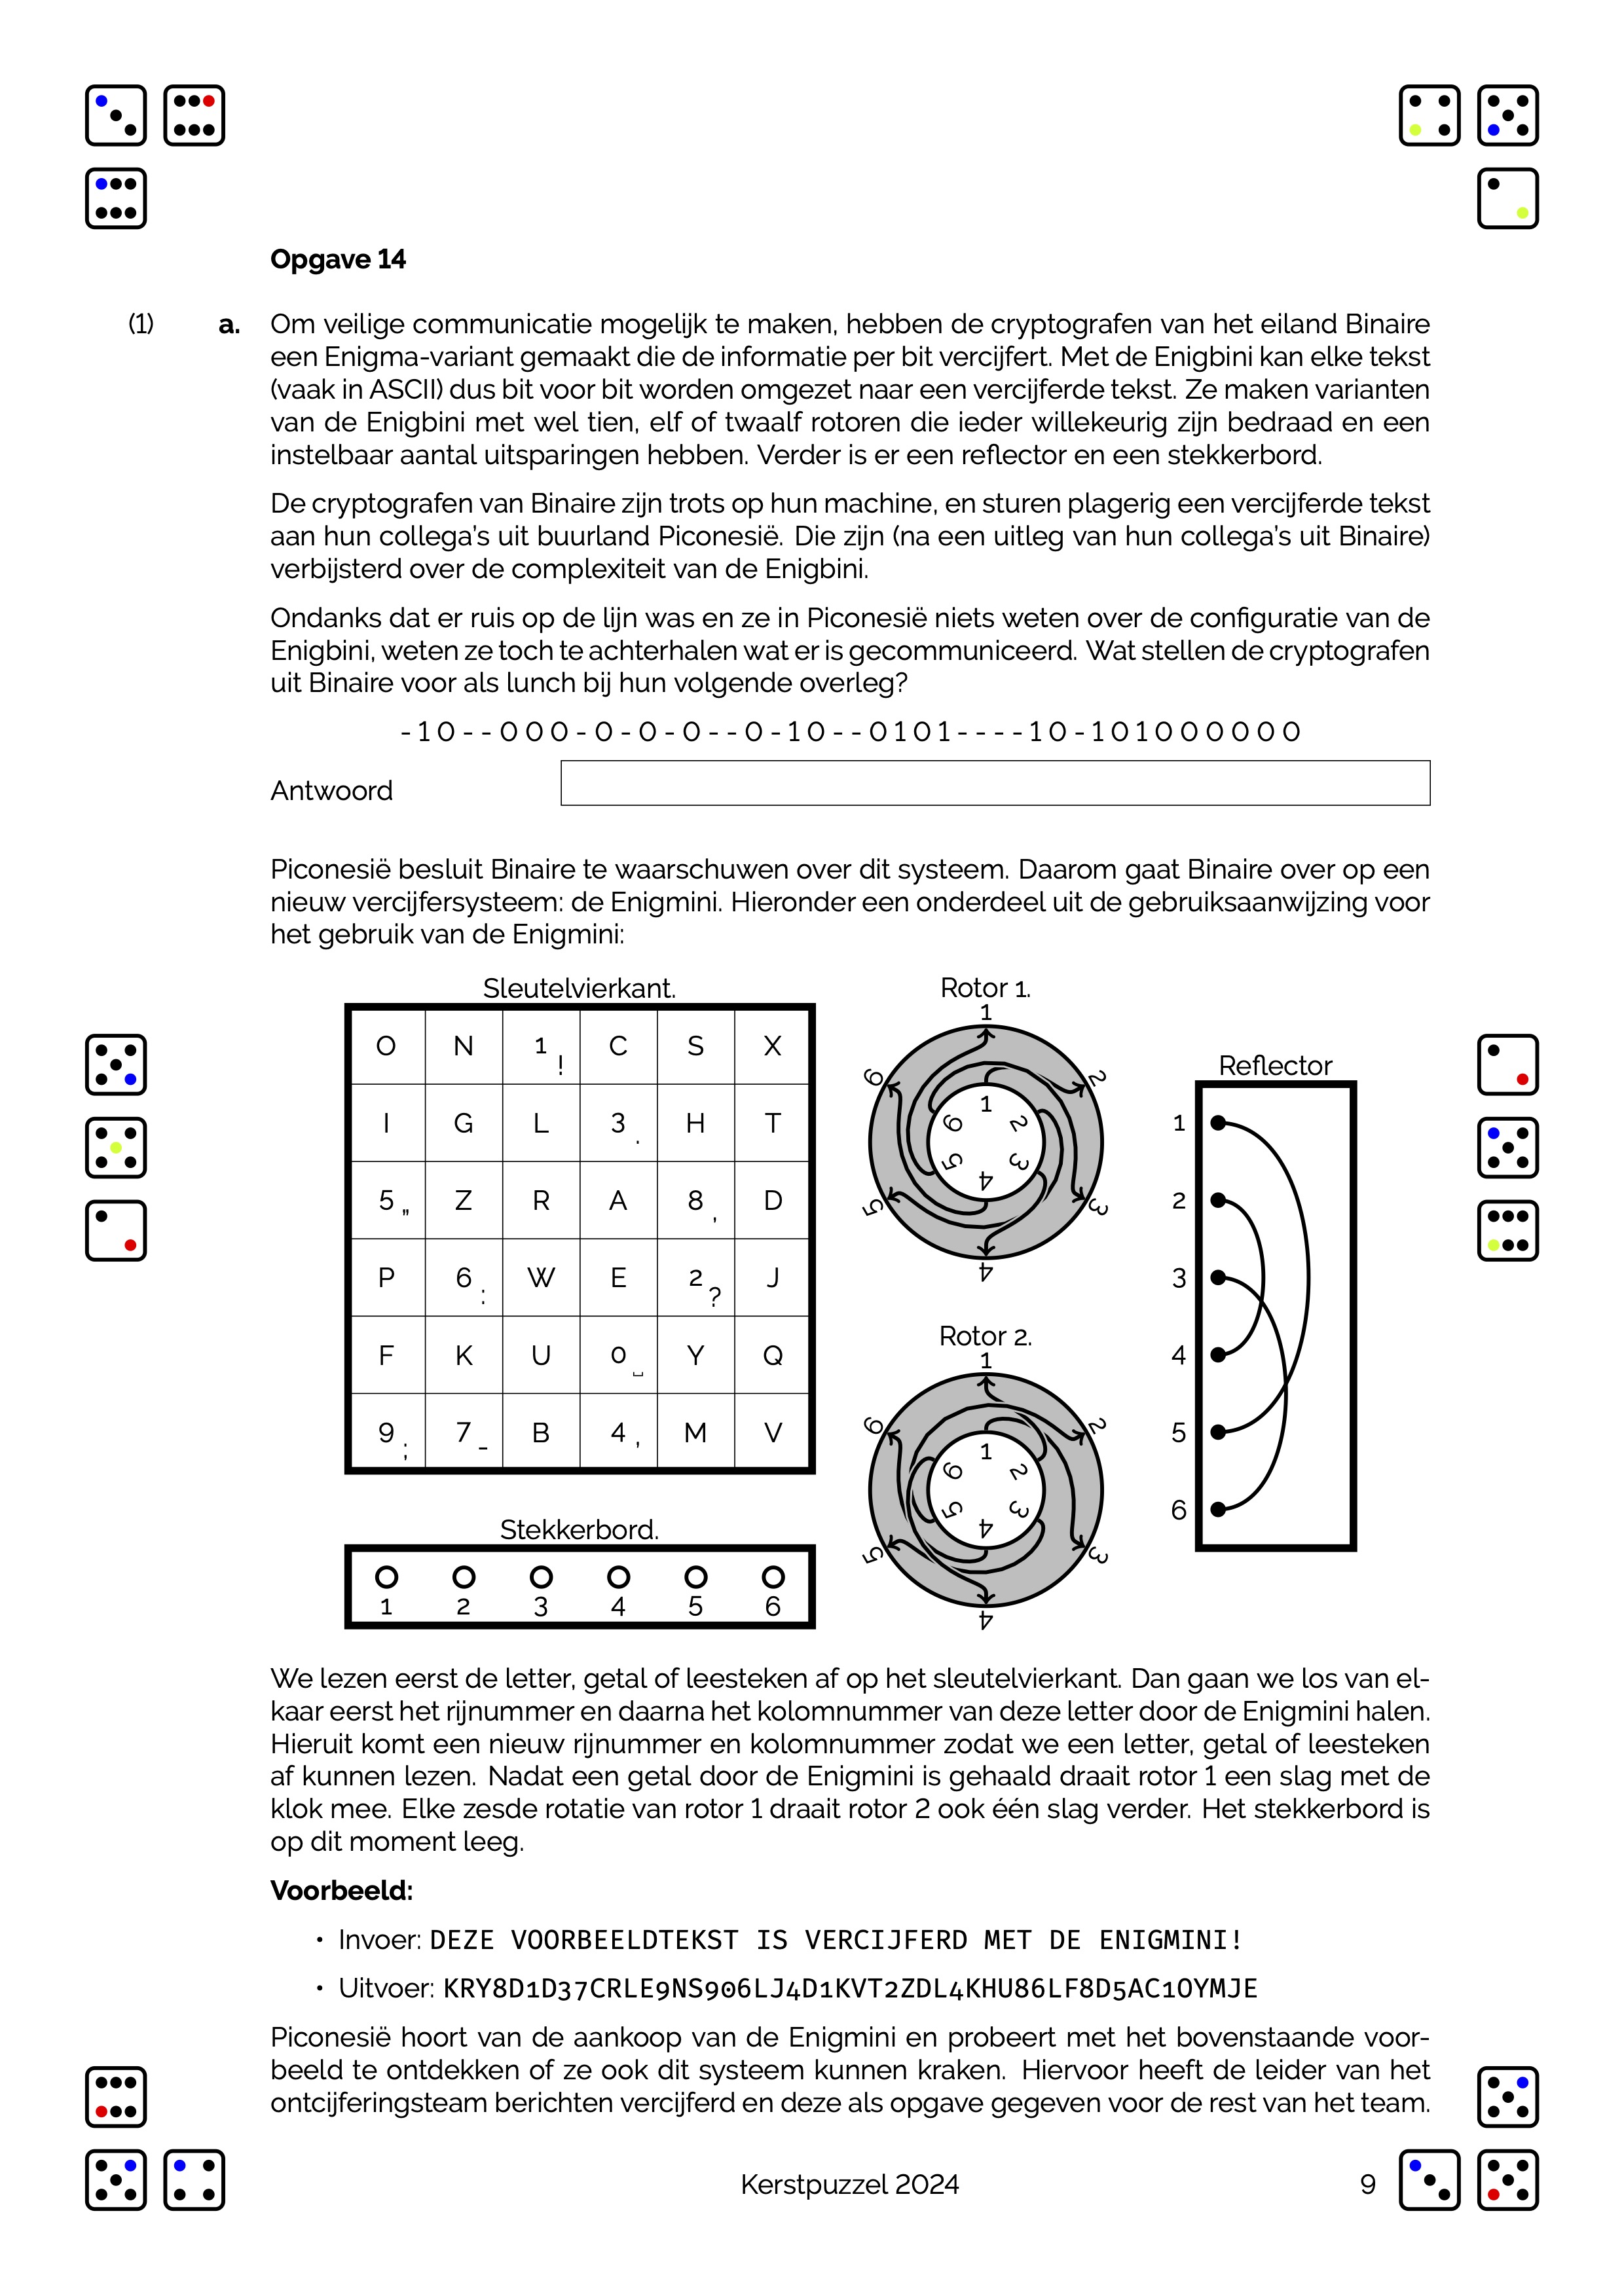 Opgave 14
(1) a. Om veilige communicatie mogelijk te maken, hebben de cryptografen van het eiland Binaire
een Enigma-variant gemaakt die de informatie per bit vercijfert. Met de Enigbini kan elke tekst
(vaak in ASCII) dus bit voor bit worden omgezet naar een vercijferde tekst. Ze maken varianten
van de Enigbini met wel tien, elf of twaalf rotoren die ieder willekeurig zijn bedraad en een
instelbaar aantal uitsparingen hebben. Verder is er een reflector en een stekkerbord.
De cryptografen van Binaire zijn trots op hun machine, en sturen plagerig een vercijferde tekst
aan hun collega's uit buurland Piconesië. Die zijn (na een uitleg van hun collega's uit Binaire)
verbijsterd over de complexiteit van de Enigbini.
Ondanks dat er ruis op de lijn was en ze in Piconesië niets weten over de configuratie van de
Enigbini, weten ze toch te achterhalen wat er is gecommuniceerd. Wat stellen de cryptografen
uit Binaire voor als lunch bij hun volgende overleg?
-10--000-0-0-0--0-10--0101----10-101000000
Antwoord
Piconesië besluit Binaire te waarschuwen over dit systeem. Daarom gaat Binaire over op een
nieuw vercijfersysteem: de Enigmini. Hieronder een onderdeel uit de gebruiksaanwijzing voor
het gebruik van de Enigmini:
Sleutelvierkant.
O N 1 ! C S X
I G L 3 . H T
5 " Z R A 8 , D
P 6 : W E 2 ? J
F K U 0 ␣ Y Q
9 ; 7 - B 4 ' M V
Stekkerbord.
1 2 3 4 5 6
Rotor 1.
1 2 3 4 5 6
1 2 3 4 5 6
Rotor 2.
1 2 3 4 5 6
1 2 3 4 5 6
Reflector
1
2
3
4
5
6
We lezen eerst de letter, getal of leesteken af op het sleutelvierkant. Dan gaan we los van el-
kaar eerst het rijnummer en daarna het kolomnummer van deze letter door de Enigmini halen.
Hieruit komt een nieuw rijnummer en kolomnummer zodat we een letter, getal of leesteken
af kunnen lezen. Nadat een getal door de Enigmini is gehaald draait rotor 1 een slag met de
klok mee. Elke zesde rotatie van rotor 1 draait rotor 2 ook één slag verder. Het stekkerbord is
op dit moment leeg.
Voorbeeld:
• Invoer: DEZE VOORBEELDTEKST IS VERCIJFERD MET DE ENIGMINI!
• Uitvoer: KRY8D1D37CRLE9NS906LJ4D1KVT2ZDL4KHU86LF8D5AC1OYMJE
Piconesië hoort van de aankoop van de Enigmini en probeert met het bovenstaande voor-
beeld te ontdekken of ze ook dit systeem kunnen kraken. Hiervoor heeft de leider van het
ontcijferingsteam berichten vercijferd en deze als opgave gegeven voor de rest van het team.
Kerstpuzzel 2024
9